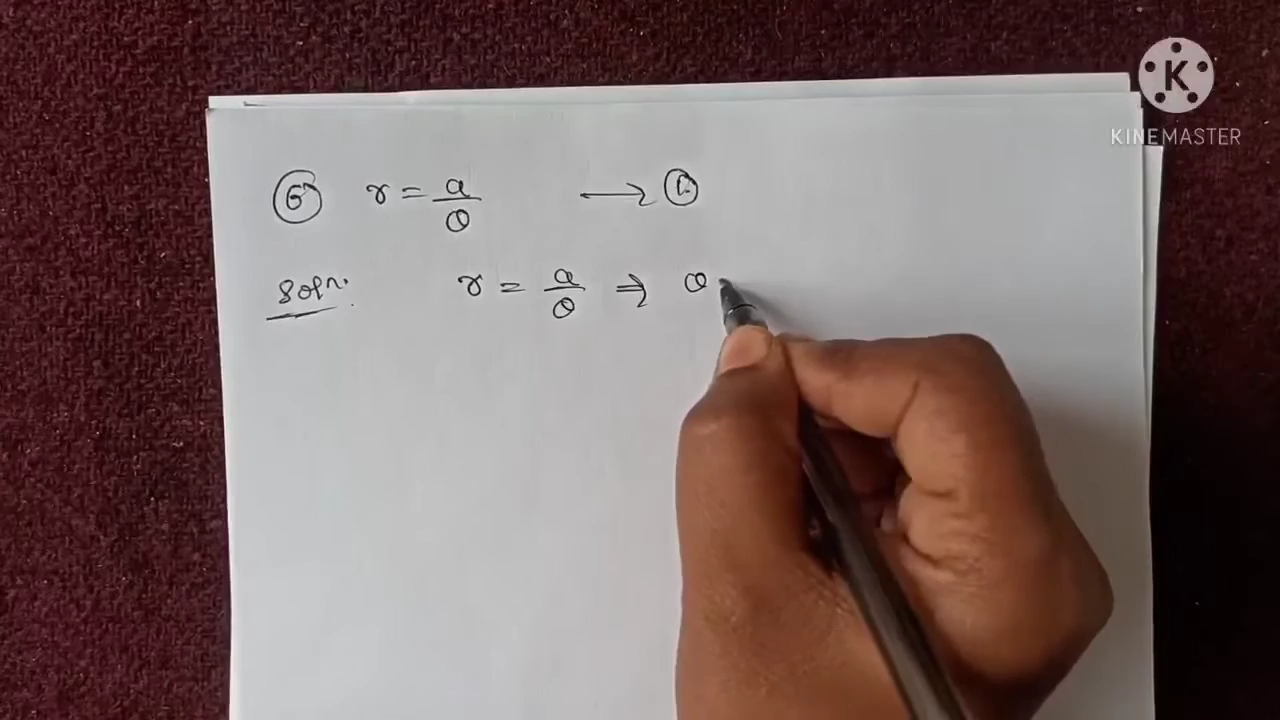 K
KINEMASTER
⑥ r = a/θ ⟶ ①
Soln.
r = a/θ ⇒ θ